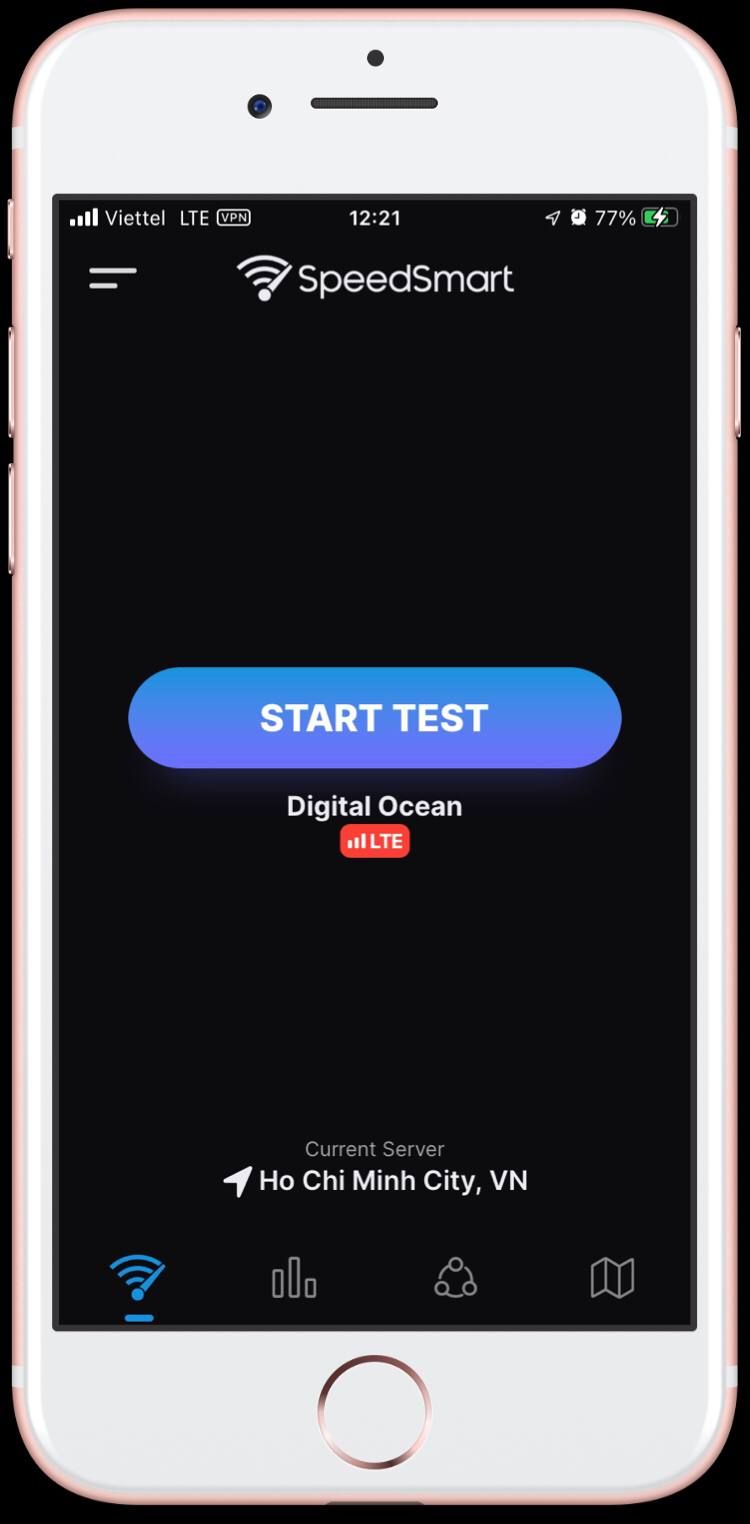 Viettel LTE VPN 12:21 77%
SpeedSmart
START TEST
Digital Ocean
LTE
Current Server
Ho Chi Minh City, VN